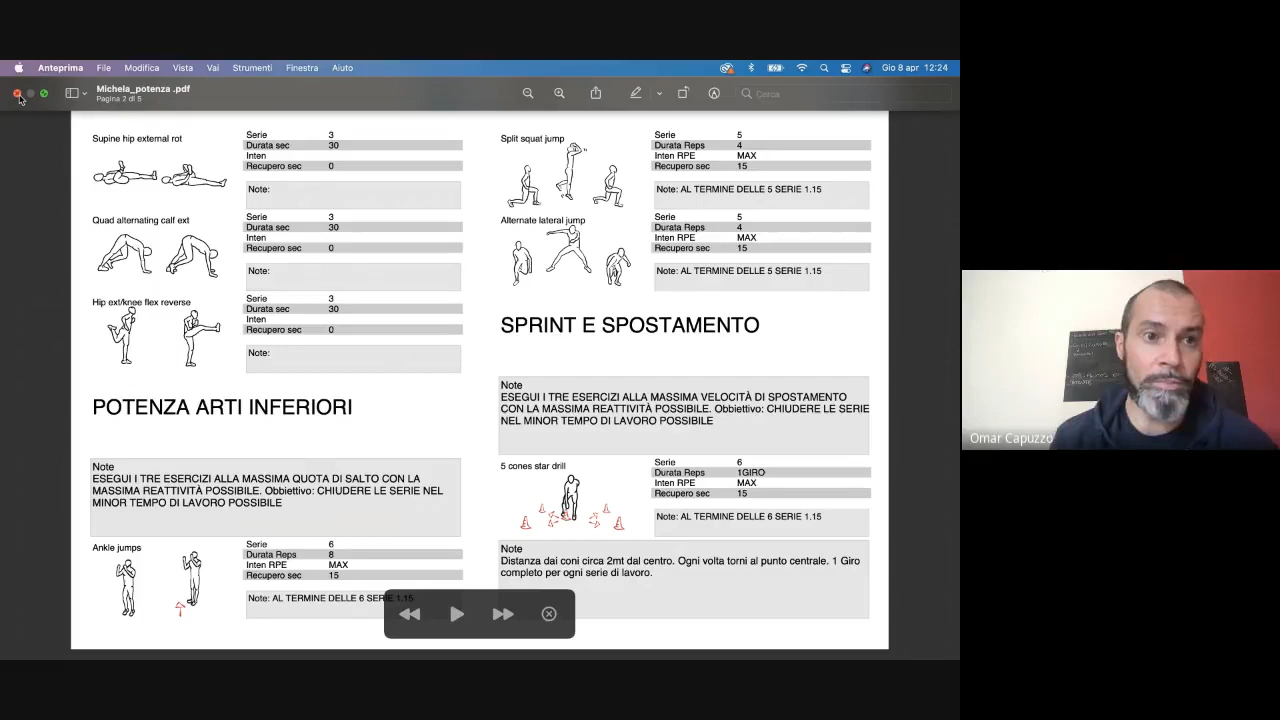 Anteprima File Modifica Vista Vai Strumenti Finestra Aiuto Gio 8 apr 12:24
Michela_potenza .pdf
Pagina 2 di 5
Cerca
Supine hip external rot
Serie 3
Durata sec 30
Inten
Recupero sec 0
Note:
Quad alternating calf ext
Serie 3
Durata sec 30
Inten
Recupero sec 0
Note:
Hip ext/knee flex reverse
Serie 3
Durata sec 30
Inten
Recupero sec 0
Note:
POTENZA ARTI INFERIORI
Note
ESEGUI I TRE ESERCIZI ALLA MASSIMA QUOTA DI SALTO CON LA
MASSIMA REATTIVITÀ POSSIBILE. Obbiettivo: CHIUDERE LE SERIE NEL
MINOR TEMPO DI LAVORO POSSIBILE
Ankle jumps
Serie 6
Durata Reps 8
Inten RPE MAX
Recupero sec 15
Note: AL TERMINE DELLE 6 SERIE 1.15
Split squat jump
Serie 5
Durata Reps 4
Inten RPE MAX
Recupero sec 15
Note: AL TERMINE DELLE 5 SERIE 1.15
Alternate lateral jump
Serie 5
Durata Reps 4
Inten RPE MAX
Recupero sec 15
Note: AL TERMINE DELLE 5 SERIE 1.15
SPRINT E SPOSTAMENTO
Note
ESEGUI I TRE ESERCIZI ALLA MASSIMA VELOCITÀ DI SPOSTAMENTO
CON LA MASSIMA REATTIVITÀ POSSIBILE. Obbiettivo: CHIUDERE LE SERIE
NEL MINOR TEMPO DI LAVORO POSSIBILE
5 cones star drill
Serie 6
Durata Reps 1GIRO
Inten RPE MAX
Recupero sec 15
Note: AL TERMINE DELLE 6 SERIE 1.15
Note
Distanza dai coni circa 2mt dal centro. Ogni volta torni al punto centrale. 1 Giro
completo per ogni serie di lavoro.
Omar Capuzzo